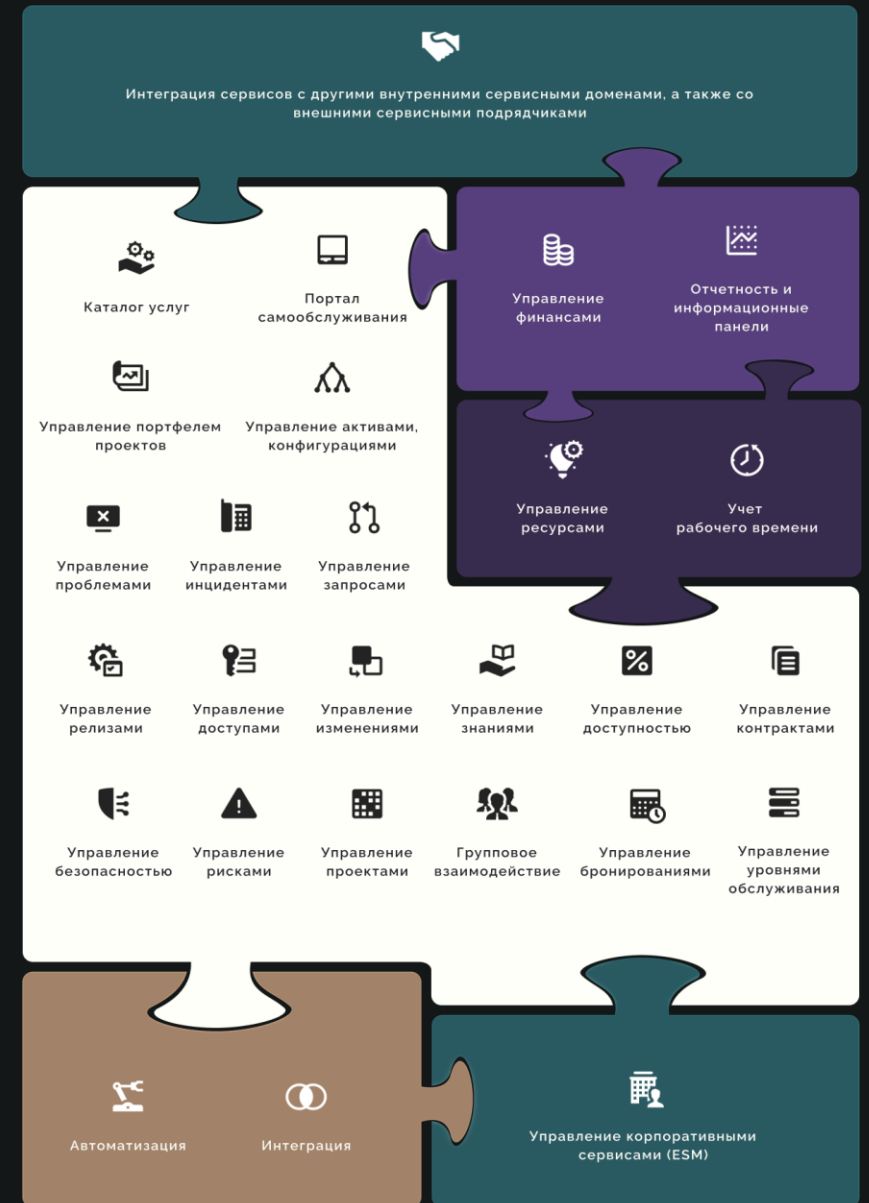 Интеграция сервисов с другими внутренними сервисными доменами, а также со
внешними сервисными подрядчиками
Каталог услуг
Портал
самообслуживания
Управление
финансами
Отчетность и
информационные
панели
Управление портфелем
проектов
Управление активами,
конфигурациями
Управление
ресурсами
Учет
рабочего времени
Управление
проблемами
Управление
инцидентами
Управление
запросами
Управление
релизами
Управление
доступами
Управление
изменениями
Управление
знаниями
Управление
доступностью
Управление
контрактами
Управление
безопасностью
Управление
рисками
Управление
проектами
Групповое
взаимодействие
Управление
бронированиями
Управление
уровнями
обслуживания
Автоматизация
Интеграция
Управление корпоративными
сервисами (ESM)